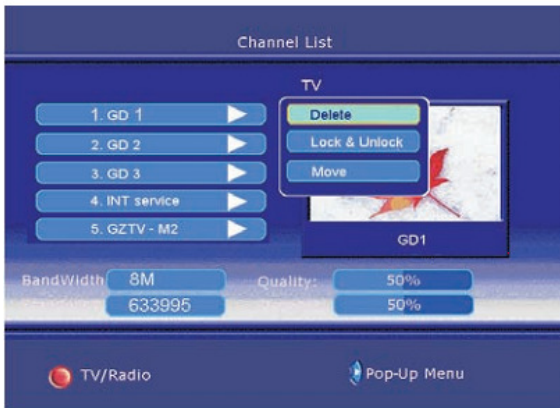 Channel List
TV
1. GD 1
2. GD 2
3. GD 3
4. INT service
5. GZTV - M2
Delete
Lock & Unlock
Move
GD1
BandWidth 8M Quality: 50%
633995 50%
TV/Radio Pop-Up Menu